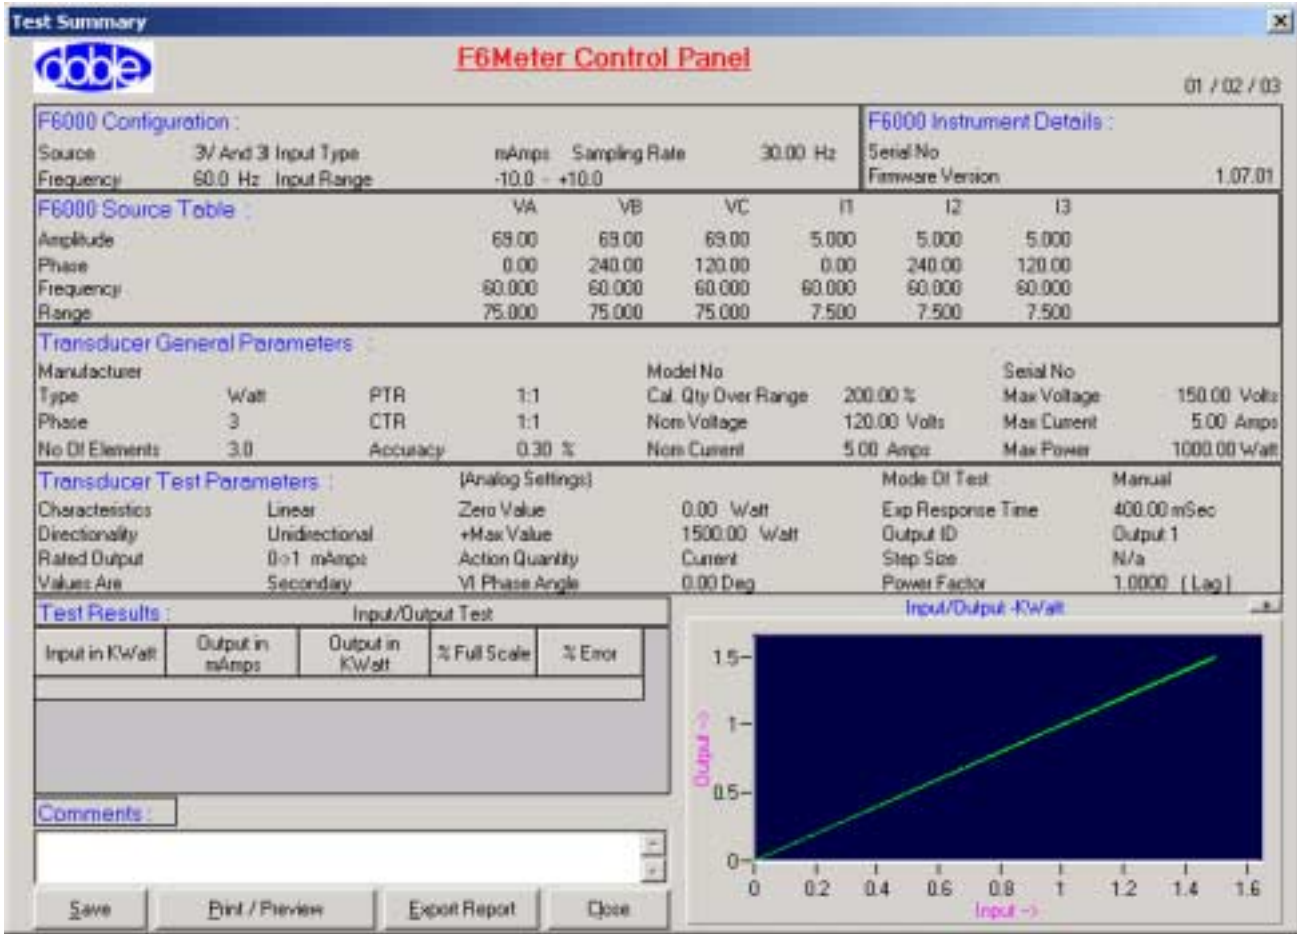 Test Summary
doble
F6Meter Control Panel
01 / 02 / 03
F6000 Configuration :
F6000 Instrument Details :
Source 3V And 3I Input Type mAmps Sampling Rate 30.00 Hz
Serial No
Frequency 60.0 Hz Input Range -10.0 - +10.0
Firmware Version 1.07.01
F6000 Source Table : VA VB VC I1 I2 I3
Amplitude 69.00 69.00 69.00 5.000 5.000 5.000
Phase 0.00 240.00 120.00 0.00 240.00 120.00
Frequency 60.000 60.000 60.000 60.000 60.000 60.000
Range 75.000 75.000 75.000 7.500 7.500 7.500
Transducer General Parameters :
Manufacturer Model No Serial No
Type Watt PTR 1:1 Cal. Qty Over Range 200.00 % Max Voltage 150.00 Volts
Phase 3 CTR 1:1 Nom Voltage 120.00 Volts Max Current 5.00 Amps
No Of Elements 3.0 Accuracy 0.30 % Nom Current 5.00 Amps Max Power 1000.00 Watt
Transducer Test Parameters : (Analog Settings) Mode Of Test Manual
Characteristics Linear Zero Value 0.00 Watt Exp Response Time 400.00 mSec
Directionality Unidirectional +Max Value 1500.00 Watt Output ID Output 1
Rated Output 0->1 mAmps Action Quantity Current Step Size N/a
Values Are Secondary VI Phase Angle 0.00 Deg Power Factor 1.0000 ( Lag )
Test Results : Input/Output Test
Input in KWatt Output in mAmps Output in KWatt % Full Scale % Error
Comments :
Save Print / Preview Export Report Close
Input/Output -KWatt
Output ->
1.5
1
0.5
0
0 0.2 0.4 0.6 0.8 1 1.2 1.4 1.6
Input ->